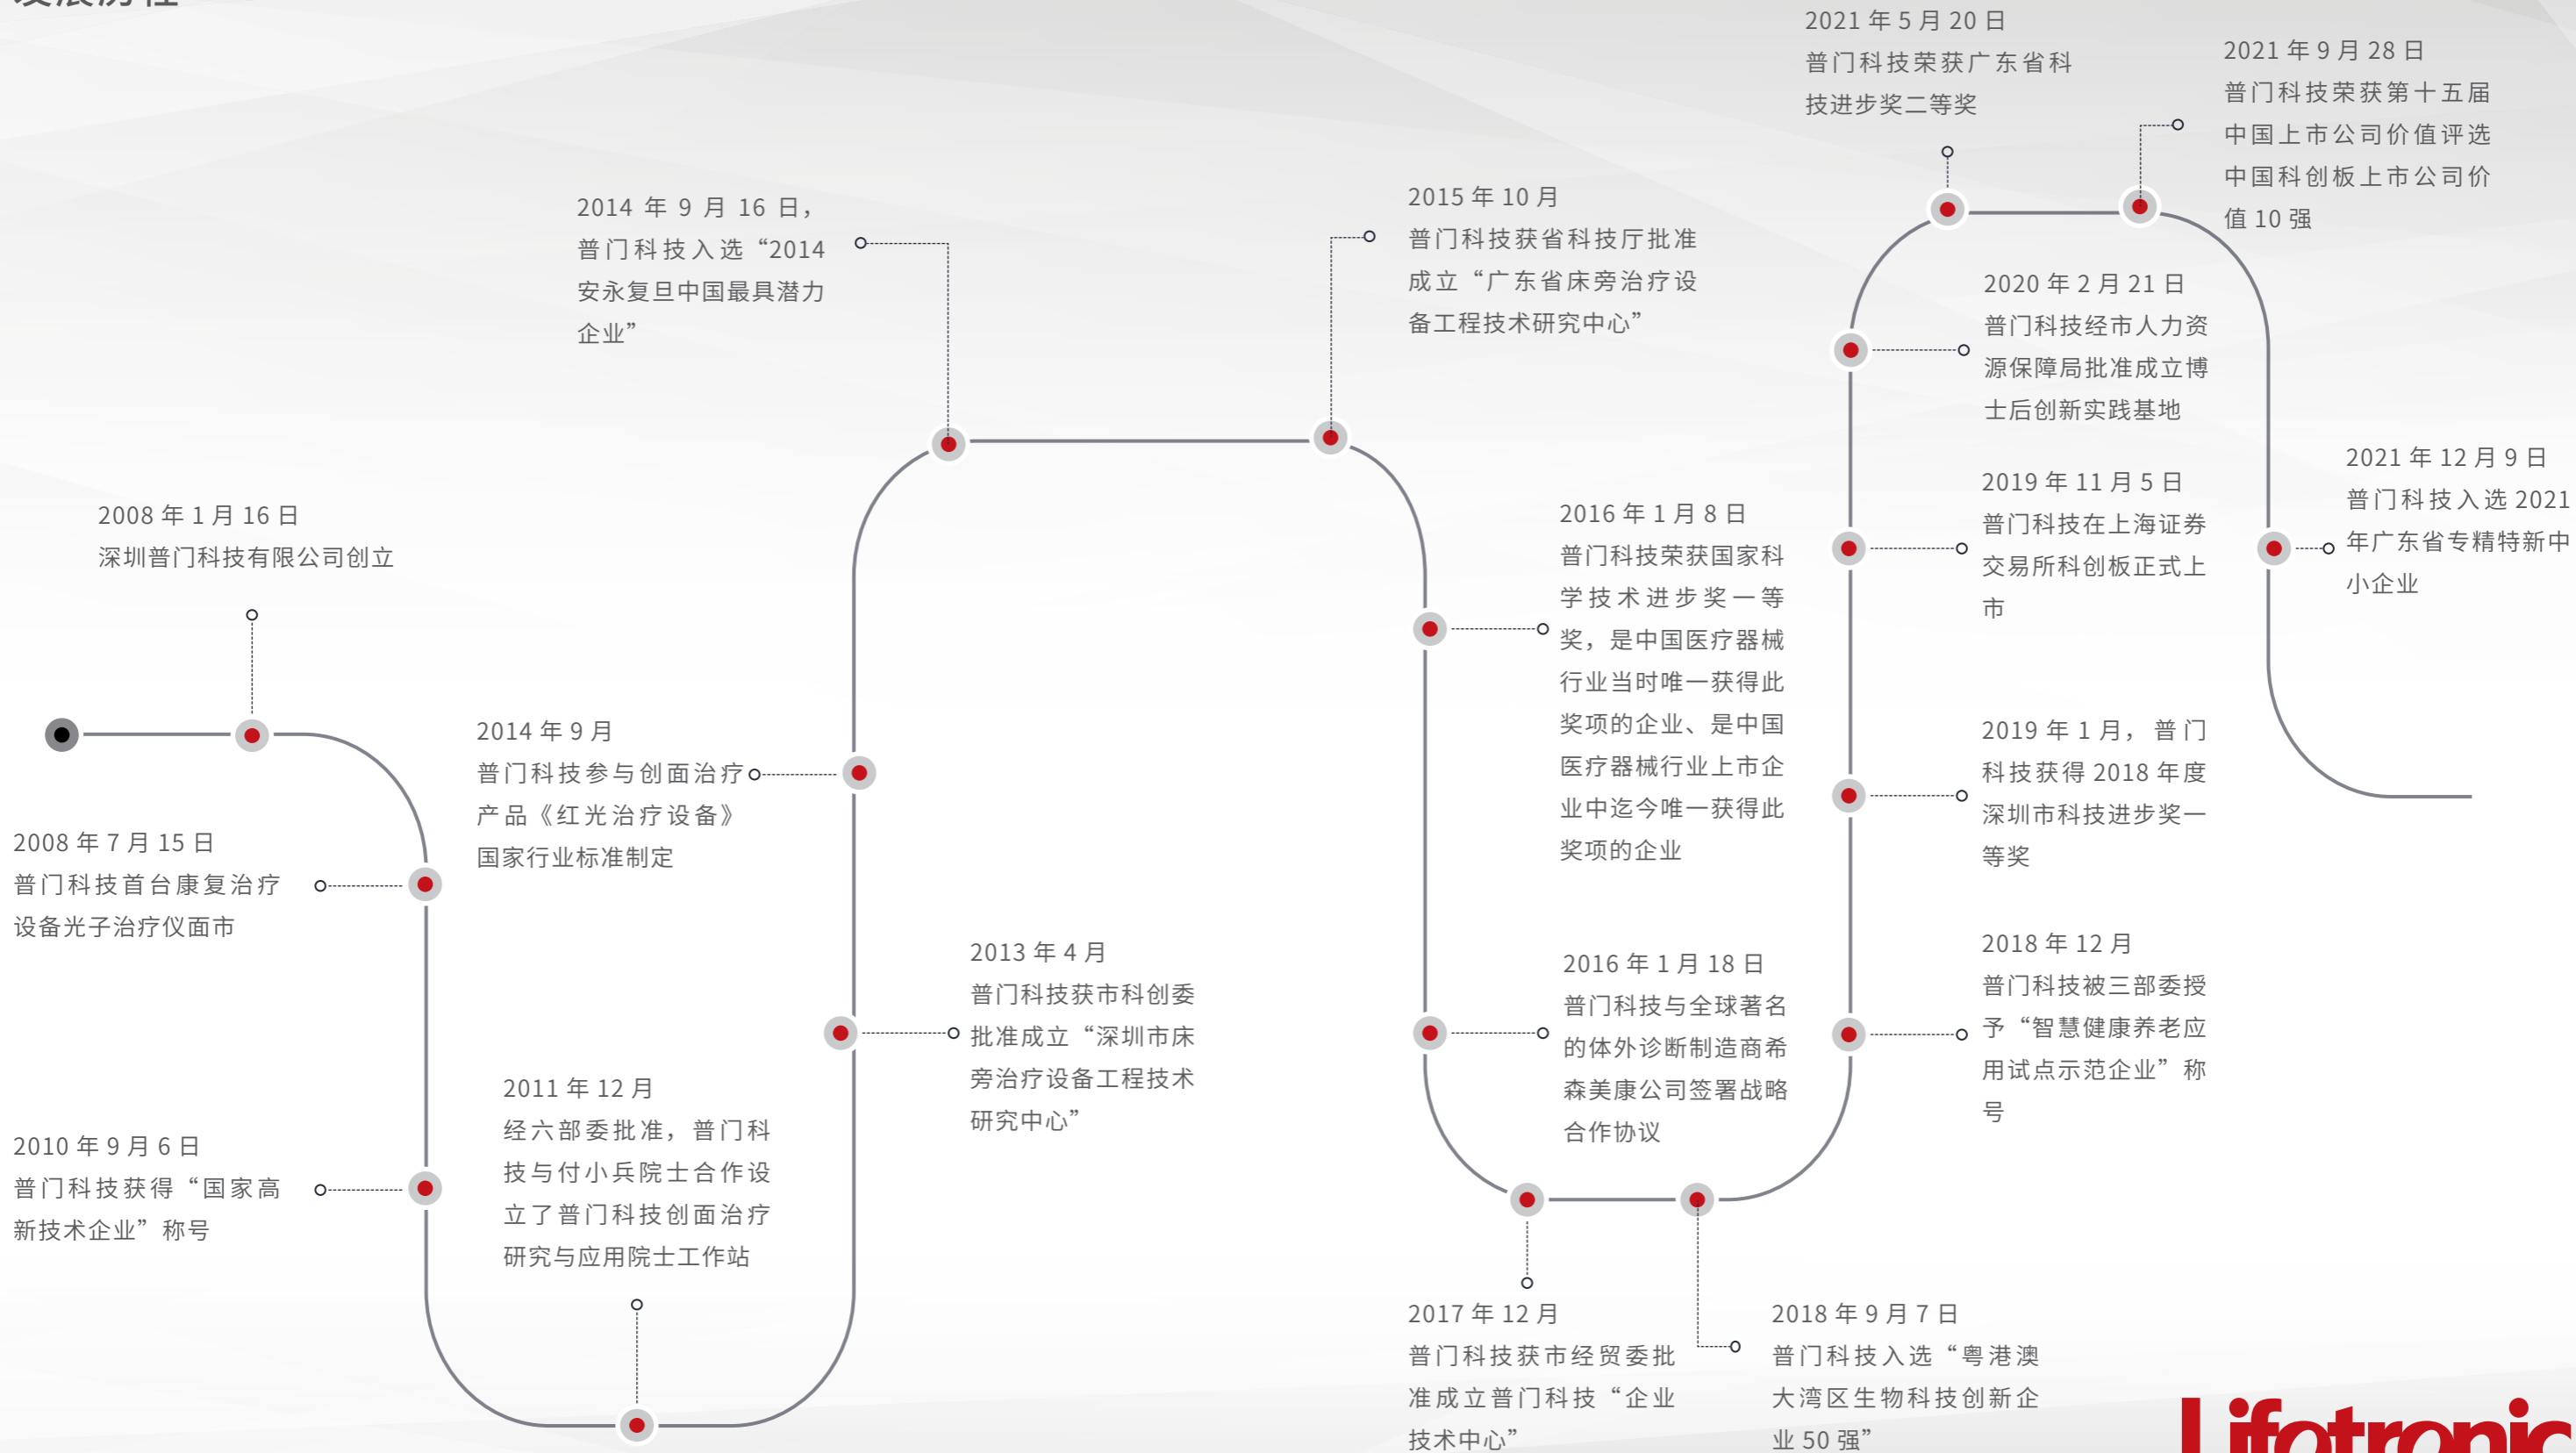 发展历程
2008 年 1 月 16 日
深圳普门科技有限公司创立
2008 年 7 月 15 日
普门科技首台康复治疗
设备光子治疗仪面市
2010 年 9 月 6 日
普门科技获得“国家高
新技术企业”称号
2011 年 12 月
经六部委批准，普门科
技与付小兵院士合作设
立了普门科技创面治疗
研究与应用院士工作站
2013 年 4 月
普门科技获市科创委
批准成立“深圳市床
旁治疗设备工程技术
研究中心”
2014 年 9 月
普门科技参与创面治疗
产品《红光治疗设备》
国家行业标准制定
2014 年 9 月 16 日，
普门科技入选“2014
安永复旦中国最具潜力
企业”
2015 年 10 月
普门科技获省科技厅批准
成立“广东省床旁治疗设
备工程技术研究中心”
2016 年 1 月 8 日
普门科技荣获国家科
学技术进步奖一等
奖，是中国医疗器械
行业当时唯一获得此
奖项的企业、是中国
医疗器械行业上市企
业中迄今唯一获得此
奖项的企业
2016 年 1 月 18 日
普门科技与全球著名
的体外诊断制造商希
森美康公司签署战略
合作协议
2017 年 12 月
普门科技获市经贸委批
准成立普门科技“企业
技术中心”
2018 年 9 月 7 日
普门科技入选“粤港澳
大湾区生物科技创新企
业 50 强”
2018 年 12 月
普门科技被三部委授
予“智慧健康养老应
用试点示范企业”称
号
2019 年 1 月，普门
科技获得 2018 年度
深圳市科技进步奖一
等奖
2019 年 11 月 5 日
普门科技在上海证券
交易所科创板正式上
市
2020 年 2 月 21 日
普门科技经市人力资
源保障局批准成立博
士后创新实践基地
2021 年 5 月 20 日
普门科技荣获广东省科
技进步奖二等奖
2021 年 9 月 28 日
普门科技荣获第十五届
中国上市公司价值评选
中国科创板上市公司价
值 10 强
2021 年 12 月 9 日
普门科技入选 2021
年广东省专精特新中
小企业
Lifotronic